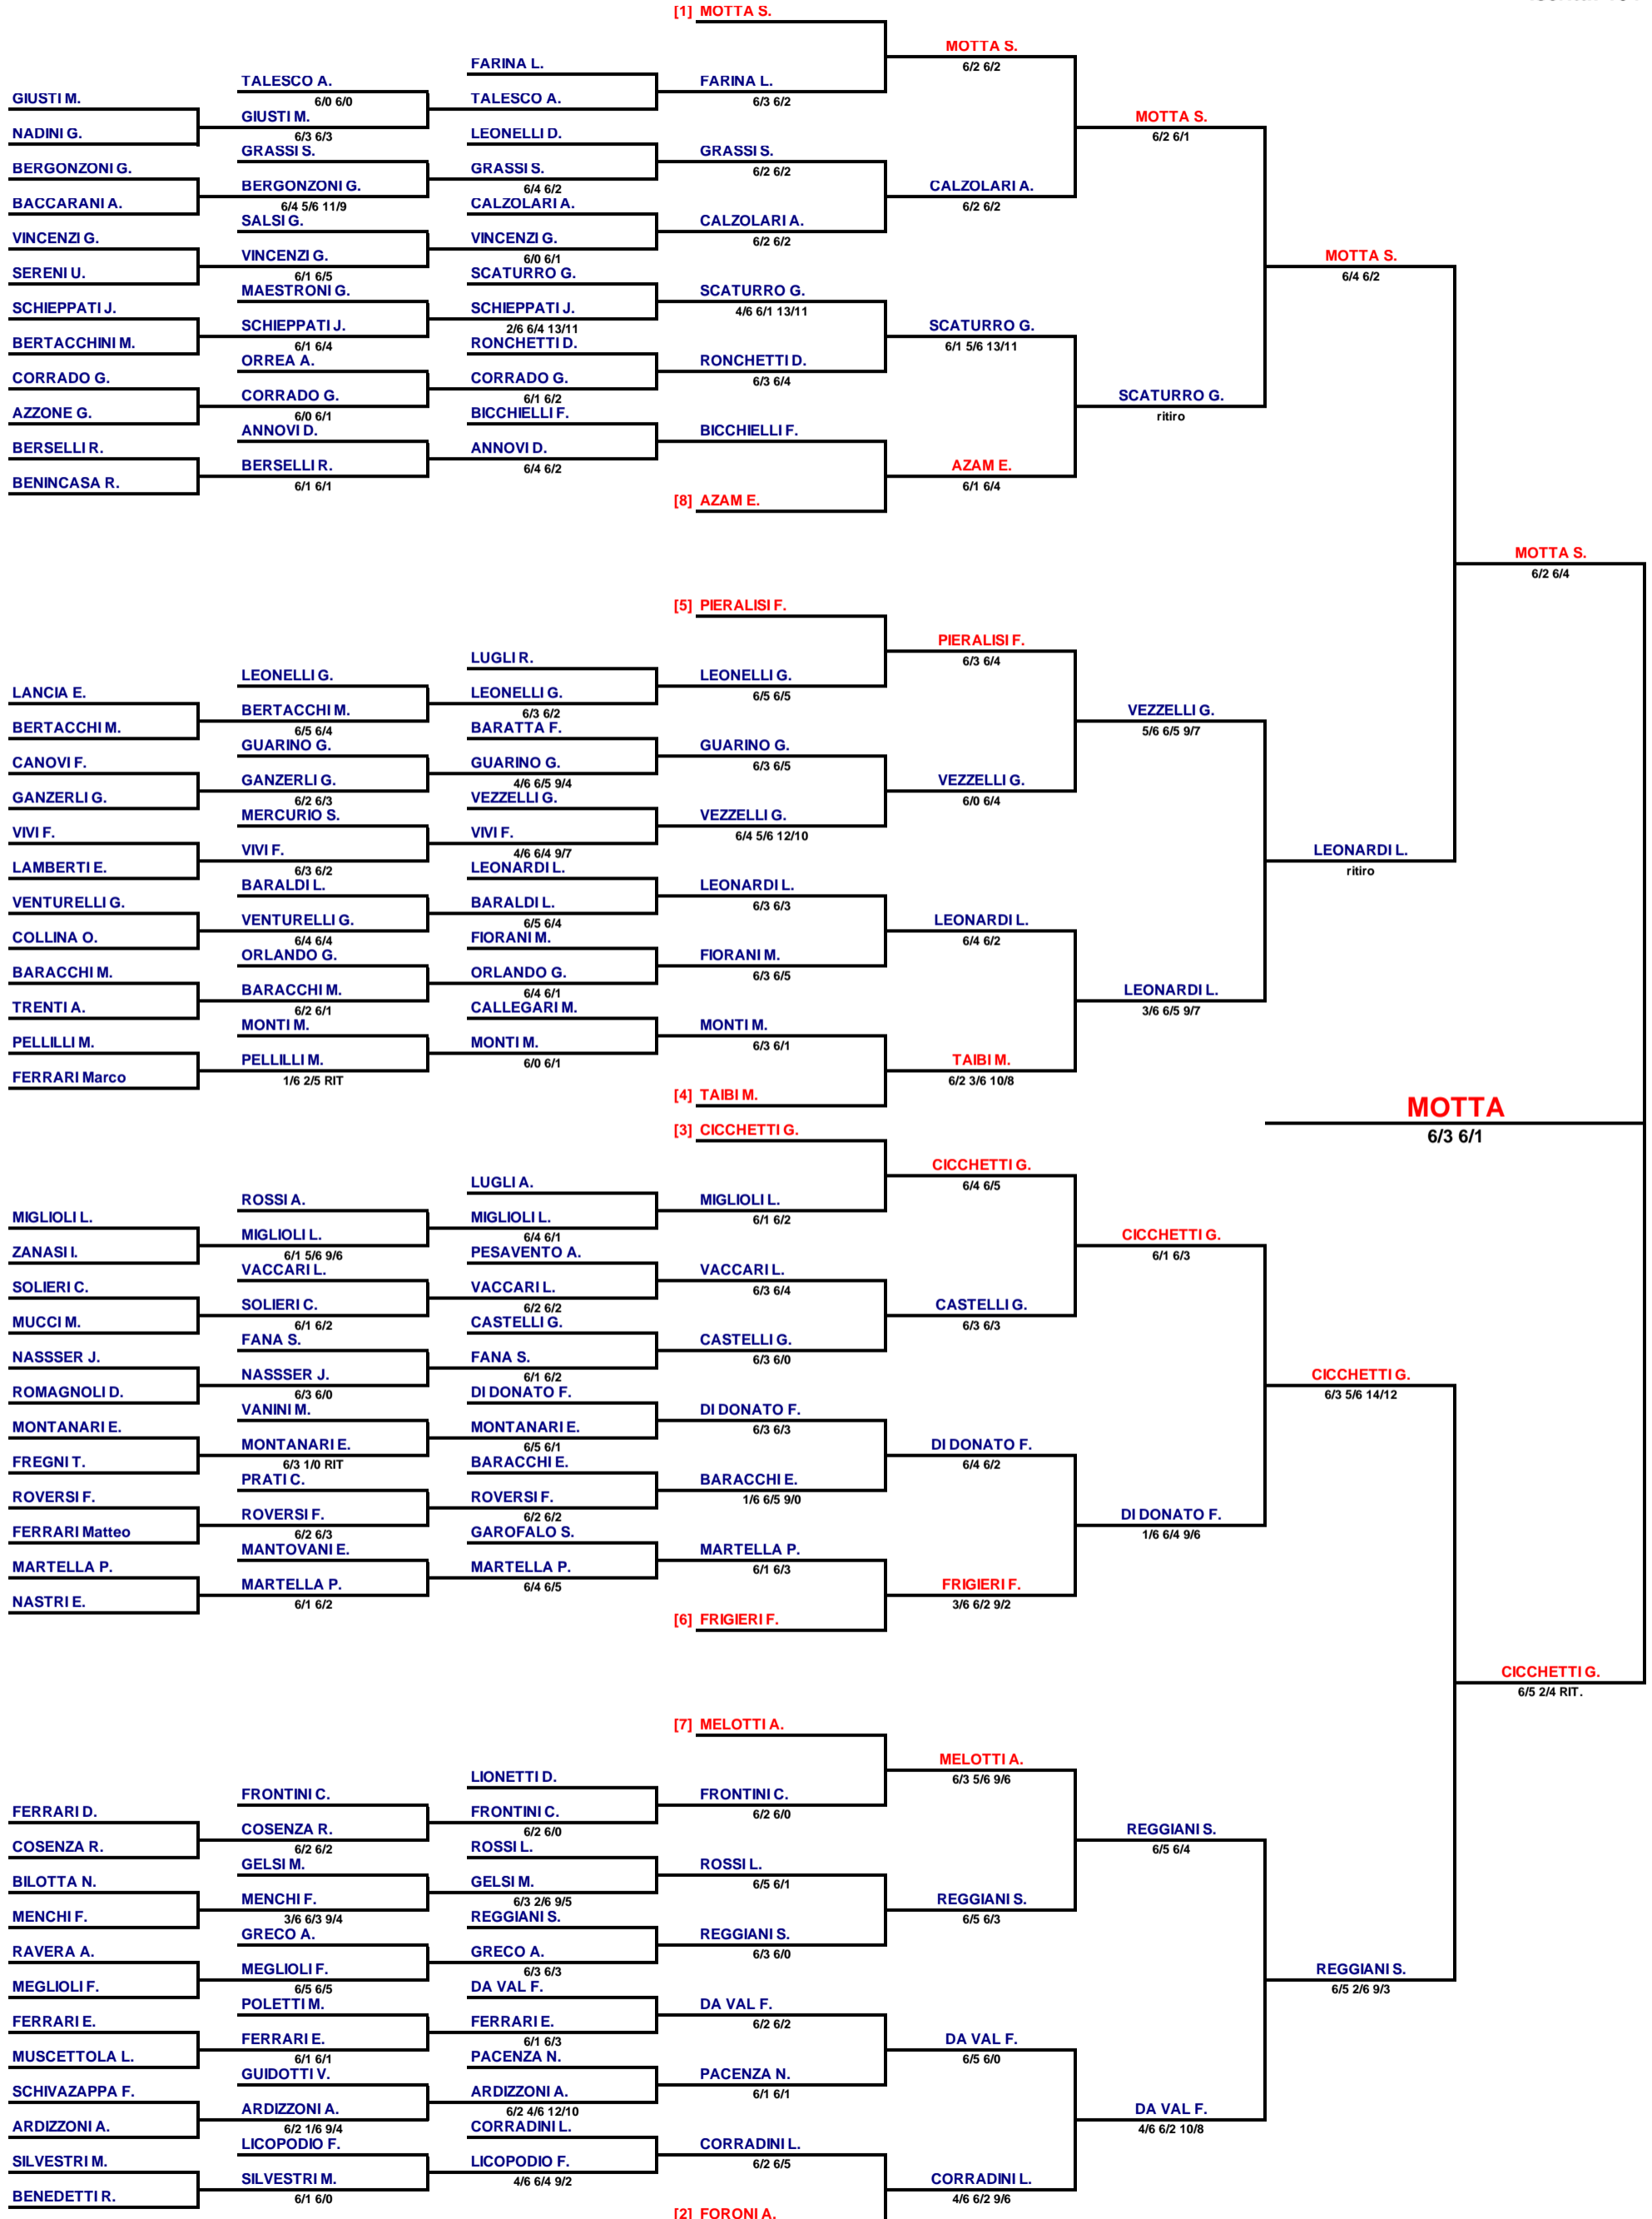 [1] MOTTA S.
MOTTA S.
6/2 6/2
FARINA L.
TALESCO A.
FARINA L.
GIUSTI M.
6/0 6/0
TALESCO A.
6/3 6/2
GIUSTI M.
MOTTA S.
NADINI G.
6/3 6/3
LEONELLI D.
6/2 6/1
GRASSI S.
GRASSI S.
BERGONZONI G.
GRASSI S.
6/2 6/2
BERGONZONI G.
6/4 6/2
CALZOLARI A.
BACCARANI A.
6/4 5/6 11/9
CALZOLARI A.
6/2 6/2
SALSI G.
CALZOLARI A.
VINCENZI G.
VINCENZI G.
6/2 6/2
VINCENZI G.
6/0 6/1
MOTTA S.
SERENI U.
6/1 6/5
SCATURRO G.
6/4 6/2
MAESTRONI G.
SCATURRO G.
SCHIEPPATI J.
SCHIEPPATI J.
4/6 6/1 13/11
SCHIEPPATI J.
2/6 6/4 13/11
SCATURRO G.
BERTACCHINI M.
6/1 6/4
RONCHETTI D.
6/1 5/6 13/11
ORREA A.
RONCHETTI D.
CORRADO G.
CORRADO G.
6/3 6/4
CORRADO G.
6/1 6/2
SCATURRO G.
AZZONE G.
6/0 6/1
BICCHIELLI F.
ritiro
ANNOVI D.
BICCHIELLI F.
BERSELLI R.
ANNOVI D.
BERSELLI R.
6/4 6/2
AZAM E.
BENINCASA R.
6/1 6/1
6/1 6/4
[8] AZAM E.
MOTTA S.
6/2 6/4
[5] PIERALISI F.
PIERALISI F.
LUGLI R.
6/3 6/4
LEONELLI G.
LEONELLI G.
LANCIA E.
LEONELLI G.
6/5 6/5
BERTACCHI M.
6/3 6/2
VEZZELLI G.
BERTACCHI M.
6/5 6/4
BARATTA F.
5/6 6/5 9/7
GUARINO G.
GUARINO G.
CANOVI F.
GUARINO G.
6/3 6/5
GANZERLI G.
4/6 6/5 9/4
VEZZELLI G.
GANZERLI G.
6/2 6/3
VEZZELLI G.
6/0 6/4
MERCURIO S.
VEZZELLI G.
VIVI F.
VIVI F.
6/4 5/6 12/10
VIVI F.
4/6 6/4 9/7
LEONARDI L.
LAMBERTI E.
6/3 6/2
LEONARDI L.
ritiro
BARALDI L.
LEONARDI L.
VENTURELLI G.
BARALDI L.
6/3 6/3
VENTURELLI G.
6/5 6/4
LEONARDI L.
COLLINA O.
6/4 6/4
FIORANI M.
6/4 6/2
ORLANDO G.
FIORANI M.
BARACCHI M.
ORLANDO G.
6/3 6/5
BARACCHI M.
6/4 6/1
LEONARDI L.
TRENTI A.
6/2 6/1
CALLEGARI M.
3/6 6/5 9/7
MONTI M.
MONTI M.
PELLILLI M.
MONTI M.
6/3 6/1
PELLILLI M.
6/0 6/1
TAIBI M.
FERRARI Marco
1/6 2/5 RIT
6/2 3/6 10/8
[4] TAIBI M.
MOTTA
6/3 6/1
[3] CICCHETTI G.
CICCHETTI G.
LUGLI A.
6/4 6/5
ROSSI A.
MIGLIOLI L.
MIGLIOLI L.
MIGLIOLI L.
6/1 6/2
MIGLIOLI L.
6/4 6/1
CICCHETTI G.
ZANASI I.
6/1 5/6 9/6
PESAVENTO A.
6/1 6/3
VACCARI L.
VACCARI L.
SOLIERI C.
VACCARI L.
6/3 6/4
SOLIERI C.
6/2 6/2
CASTELLI G.
MUCCI M.
6/1 6/2
CASTELLI G.
6/3 6/3
FANA S.
CASTELLI G.
NASSSER J.
FANA S.
6/3 6/0
NASSSER J.
6/1 6/2
CICCHETTI G.
ROMAGNOLI D.
6/3 6/0
DI DONATO F.
6/3 5/6 14/12
VANINI M.
DI DONATO F.
MONTANARI E.
MONTANARI E.
6/3 6/3
MONTANARI E.
6/5 6/1
DI DONATO F.
FREGNI T.
6/3 1/0 RIT
BARACCHI E.
6/4 6/2
PRATI C.
BARACCHI E.
ROVERSI F.
ROVERSI F.
1/6 6/5 9/0
ROVERSI F.
6/2 6/2
DI DONATO F.
FERRARI Matteo
6/2 6/3
GAROFALO S.
1/6 6/4 9/6
MANTOVANI E.
MARTELLA P.
MARTELLA P.
MARTELLA P.
6/1 6/3
MARTELLA P.
6/4 6/5
FRIGIERI F.
NASTRI E.
6/1 6/2
3/6 6/2 9/2
[6] FRIGIERI F.
CICCHETTI G.
6/5 2/4 RIT.
[7] MELOTTI A.
MELOTTI A.
LIONETTI D.
6/3 5/6 9/6
FRONTINI C.
FRONTINI C.
FERRARI D.
FRONTINI C.
6/2 6/0
COSENZA R.
6/2 6/0
REGGIANI S.
COSENZA R.
6/2 6/2
ROSSI L.
6/5 6/4
GELSI M.
ROSSI L.
BILOTTA N.
GELSI M.
6/5 6/1
MENCHI F.
6/3 2/6 9/5
REGGIANI S.
MENCHI F.
3/6 6/3 9/4
REGGIANI S.
6/5 6/3
GRECO A.
REGGIANI S.
RAVERA A.
GRECO A.
6/3 6/0
MEGLIOLI F.
6/3 6/3
REGGIANI S.
MEGLIOLI F.
6/5 6/5
DA VAL F.
6/5 2/6 9/3
POLETTI M.
DA VAL F.
FERRARI E.
FERRARI E.
6/2 6/2
FERRARI E.
6/1 6/3
DA VAL F.
MUSCETTOLA L.
6/1 6/1
PACENZA N.
6/5 6/0
GUIDOTTI V.
PACENZA N.
SCHIVAZAPPA F.
ARDIZZONI A.
6/1 6/1
ARDIZZONI A.
6/2 4/6 12/10
DA VAL F.
ARDIZZONI A.
6/2 1/6 9/4
CORRADINI L.
4/6 6/2 10/8
LICOPODIO F.
CORRADINI L.
SILVESTRI M.
LICOPODIO F.
6/2 6/5
SILVESTRI M.
4/6 6/4 9/2
CORRADINI L.
BENEDETTI R.
6/1 6/0
4/6 6/2 9/6
[2] FORONI A.